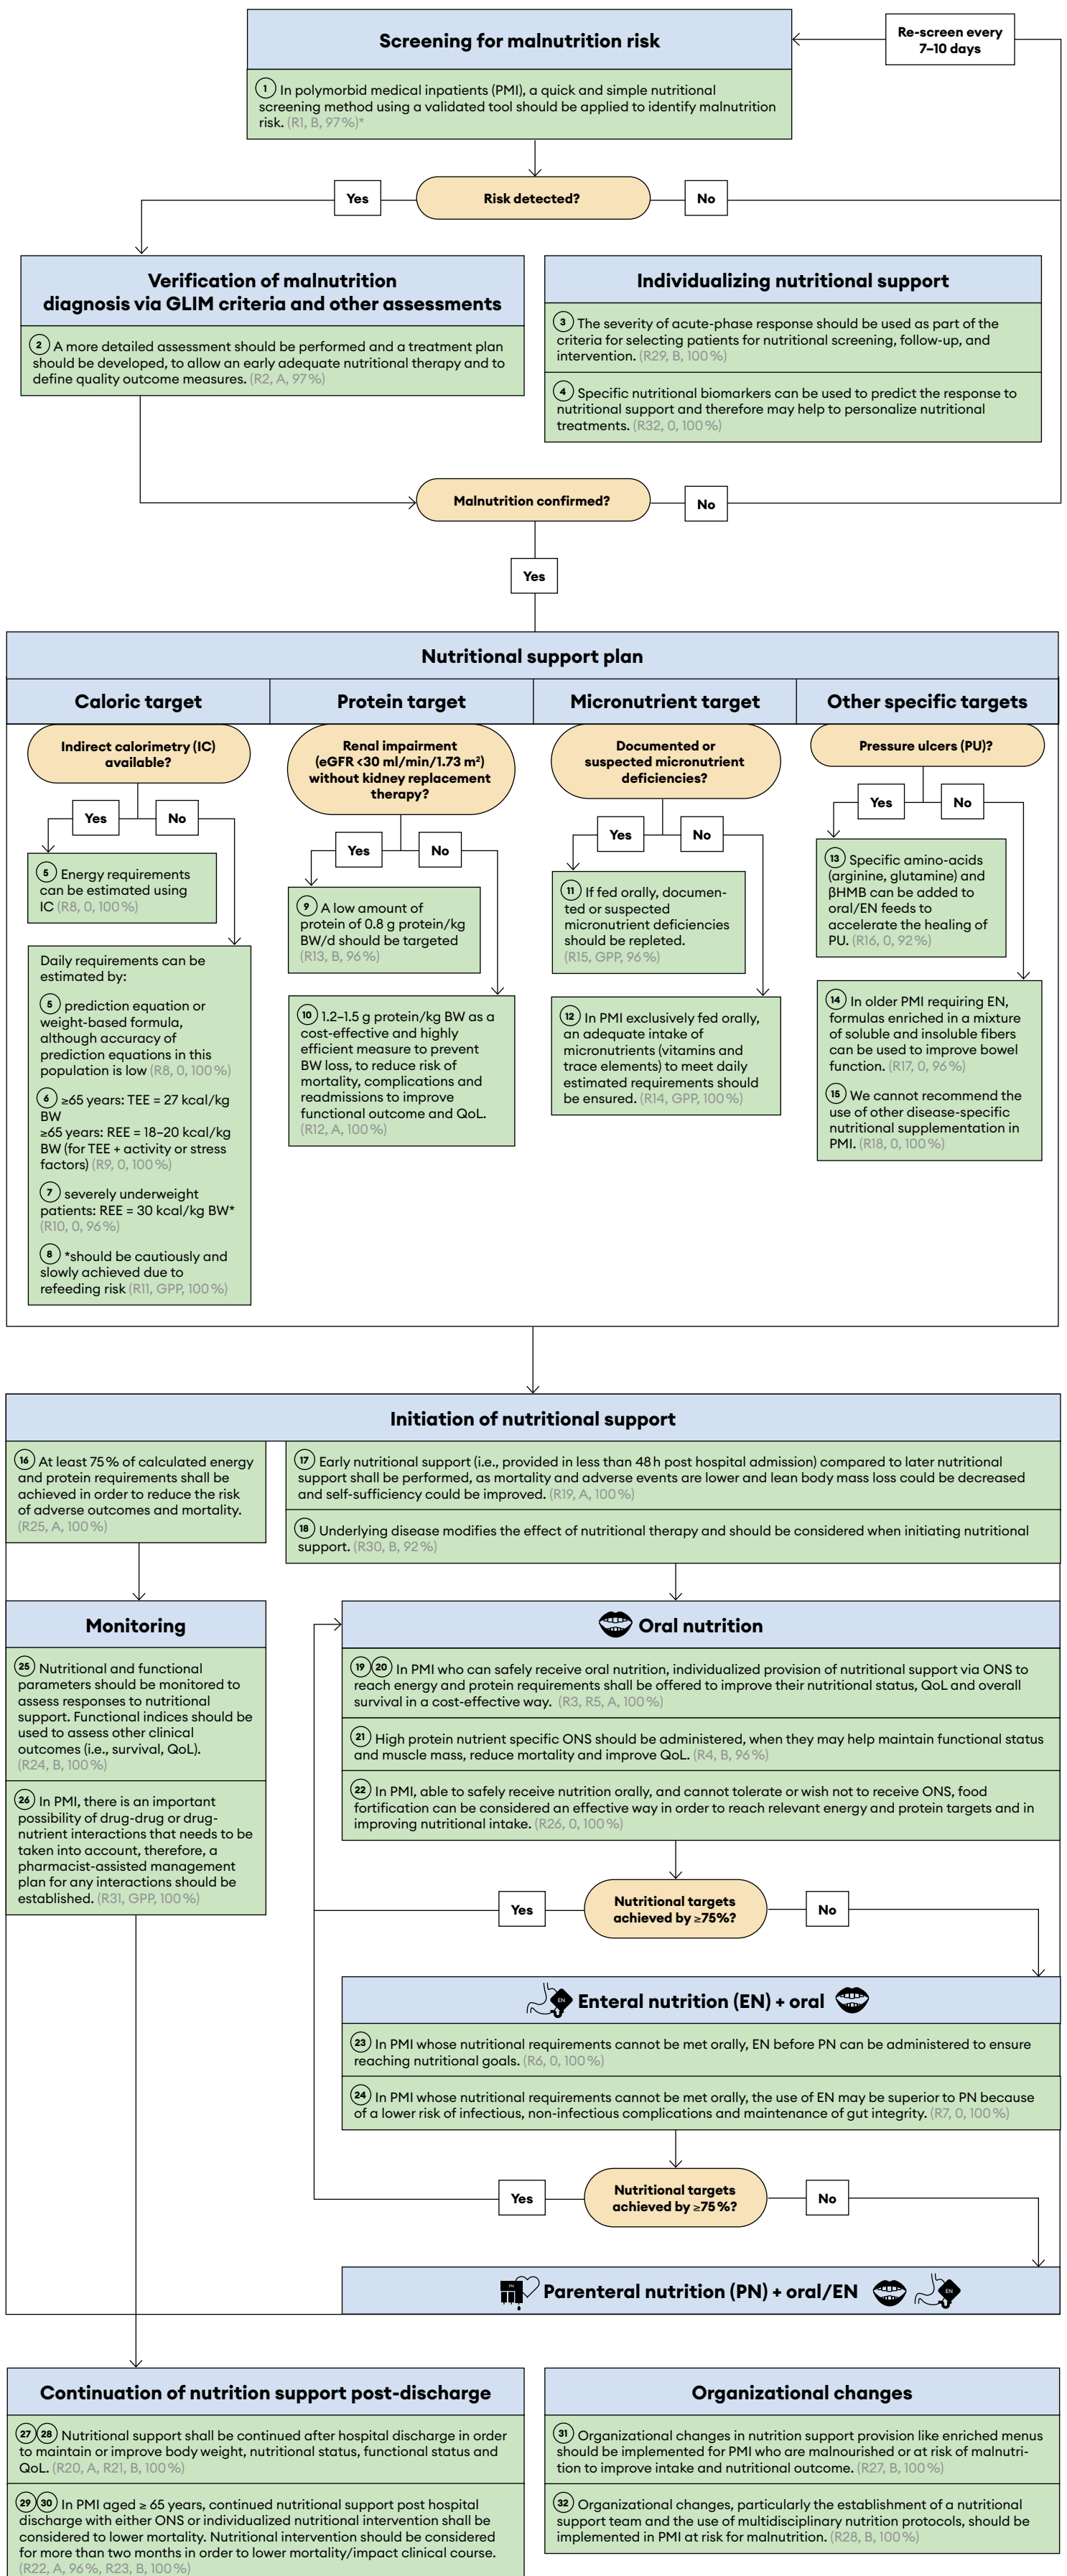 Screening for malnutrition risk
Re-screen every
7–10 days
1 In polymorbid medical inpatients (PMI), a quick and simple nutritional
screening method using a validated tool should be applied to identify malnutrition
risk. (R1, B, 97%)*
Yes
Risk detected?
No
Verification of malnutrition
diagnosis via GLIM criteria and other assessments
2 A more detailed assessment should be performed and a treatment plan
should be developed, to allow an early adequate nutritional therapy and to
define quality outcome measures. (R2, A, 97%)
Individualizing nutritional support
3 The severity of acute-phase response should be used as part of the
criteria for selecting patients for nutritional screening, follow-up, and
intervention. (R29, B, 100%)
4 Specific nutritional biomarkers can be used to predict the response to
nutritional support and therefore may help to personalize nutritional
treatments. (R32, 0, 100%)
Malnutrition confirmed?
No
Yes
Nutritional support plan
Caloric target
Protein target
Micronutrient target
Other specific targets
Indirect calorimetry (IC)
available?
Yes
No
5 Energy requirements
can be estimated using
IC (R8, 0, 100%)
Daily requirements can be
estimated by:
5 prediction equation or
weight-based formula,
although accuracy of
prediction equations in this
population is low (R8, 0, 100%)
6 ≥65 years: TEE = 27 kcal/kg
BW
≥65 years: REE = 18–20 kcal/kg
BW (for TEE + activity or stress
factors) (R9, 0, 100%)
7 severely underweight
patients: REE = 30 kcal/kg BW*
(R10, 0, 96%)
8 *should be cautiously and
slowly achieved due to
refeeding risk (R11, GPP, 100%)
Renal impairment
(eGFR <30 ml/min/1.73 m²)
without kidney replacement
therapy?
Yes
No
9 A low amount of
protein of 0.8 g protein/kg
BW/d should be targeted
(R13, B, 96%)
10 1.2–1.5 g protein/kg BW as a
cost-effective and highly
efficient measure to prevent
BW loss, to reduce risk of
mortality, complications and
readmissions to improve
functional outcome and QoL.
(R12, A, 100%)
Documented or
suspected micronutrient
deficiencies?
Yes
No
11 If fed orally, documen-
ted or suspected
micronutrient deficiencies
should be repleted.
(R15, GPP, 96%)
12 In PMI exclusively fed orally,
an adequate intake of
micronutrients (vitamins and
trace elements) to meet daily
estimated requirements should
be ensured. (R14, GPP, 100%)
Pressure ulcers (PU)?
Yes
No
13 Specific amino-acids
(arginine, glutamine) and
βHMB can be added to
oral/EN feeds to
accelerate the healing of
PU. (R16, 0, 92%)
14 In older PMI requiring EN,
formulas enriched in a mixture
of soluble and insoluble fibers
can be used to improve bowel
function. (R17, 0, 96%)
15 We cannot recommend the
use of other disease-specific
nutritional supplementation in
PMI. (R18, 0, 100%)
Initiation of nutritional support
16 At least 75% of calculated energy
and protein requirements shall be
achieved in order to reduce the risk
of adverse outcomes and mortality.
(R25, A, 100%)
17 Early nutritional support (i.e., provided in less than 48 h post hospital admission) compared to later nutritional
support shall be performed, as mortality and adverse events are lower and lean body mass loss could be decreased
and self-sufficiency could be improved. (R19, A, 100%)
18 Underlying disease modifies the effect of nutritional therapy and should be considered when initiating nutritional
support. (R30, B, 92%)
Monitoring
25 Nutritional and functional
parameters should be monitored to
assess responses to nutritional
support. Functional indices should be
used to assess other clinical
outcomes (i.e., survival, QoL).
(R24, B, 100%)
26 In PMI, there is an important
possibility of drug-drug or drug-
nutrient interactions that needs to be
taken into account, therefore, a
pharmacist-assisted management
plan for any interactions should be
established. (R31, GPP, 100%)
Oral nutrition
19 20 In PMI who can safely receive oral nutrition, individualized provision of nutritional support via ONS to
reach energy and protein requirements shall be offered to improve their nutritional status, QoL and overall
survival in a cost-effective way. (R3, R5, A, 100%)
21 High protein nutrient specific ONS should be administered, when they may help maintain functional status
and muscle mass, reduce mortality and improve QoL. (R4, B, 96%)
22 In PMI, able to safely receive nutrition orally, and cannot tolerate or wish not to receive ONS, food
fortification can be considered an effective way in order to reach relevant energy and protein targets and in
improving nutritional intake. (R26, 0, 100%)
Yes
Nutritional targets
achieved by ≥75%?
No
EN
Enteral nutrition (EN) + oral
23 In PMI whose nutritional requirements cannot be met orally, EN before PN can be administered to ensure
reaching nutritional goals. (R6, 0, 100%)
24 In PMI whose nutritional requirements cannot be met orally, the use of EN may be superior to PN because
of a lower risk of infectious, non-infectious complications and maintenance of gut integrity. (R7, 0, 100%)
Yes
Nutritional targets
achieved by ≥75%?
No
PN
Parenteral nutrition (PN) + oral/EN
EN
Continuation of nutrition support post-discharge
27 28 Nutritional support shall be continued after hospital discharge in order
to maintain or improve body weight, nutritional status, functional status and
QoL. (R20, A, R21, B, 100%)
29 30 In PMI aged ≥ 65 years, continued nutritional support post hospital
discharge with either ONS or individualized nutritional intervention shall be
considered to lower mortality. Nutritional intervention should be considered
for more than two months in order to lower mortality/impact clinical course.
(R22, A, 96%, R23, B, 100%)
Organizational changes
31 Organizational changes in nutrition support provision like enriched menus
should be implemented for PMI who are malnourished or at risk of malnutri-
tion to improve intake and nutritional outcome. (R27, B, 100%)
32 Organizational changes, particularly the establishment of a nutritional
support team and the use of multidisciplinary nutrition protocols, should be
implemented in PMI at risk for malnutrition. (R28, B, 100%)